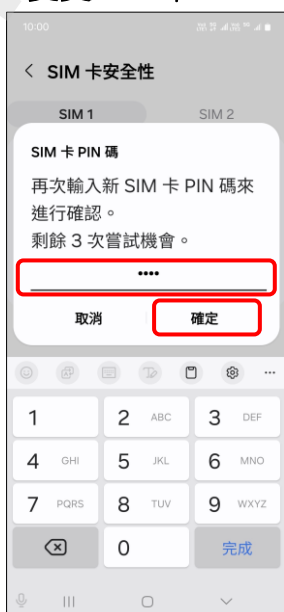 10:00
< SIM 卡安全性
SIM 1
SIM 2
SIM 卡 PIN 碼
再次輸入新 SIM 卡 PIN 碼來
進行確認。
剩餘 3 次嘗試機會。
••••
取消
確定
1
2 ABC
3 DEF
4 GHI
5 JKL
6 MNO
7 PQRS
8 TUV
9 WXYZ
0
完成